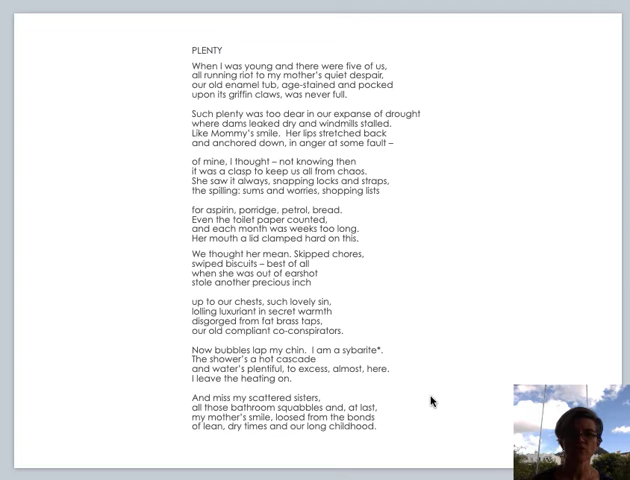 PLENTY
When I was young and there were five of us,
all running riot to my mother's quiet despair,
our old enamel tub, age-stained and pocked
upon its griffin claws, was never full.
Such plenty was too dear in our expanse of drought
where dams leaked dry and windmills stalled.
Like Mommy's smile.  Her lips stretched back
and anchored down, in anger at some fault –
of mine, I thought – not knowing then
it was a clasp to keep us all from chaos.
She saw it always, snapping locks and straps,
the spilling: sums and worries, shopping lists
for aspirin, porridge, petrol, bread.
Even the toilet paper counted,
and each month was weeks too long.
Her mouth a lid clamped hard on this.
We thought her mean. Skipped chores,
swiped biscuits – best of all
when she was out of earshot
stole another precious inch
up to our chests, such lovely sin,
lolling luxuriant in secret warmth
disgorged from fat brass taps,
our old compliant co-conspirators.
Now bubbles lap my chin.  I am a sybarite*.
The shower's a hot cascade
and water's plentiful, to excess, almost, here.
I leave the heating on.
And miss my scattered sisters,
all those bathroom squabbles and, at last,
my mother's smile, loosed from the bonds
of lean, dry times and our long childhood.